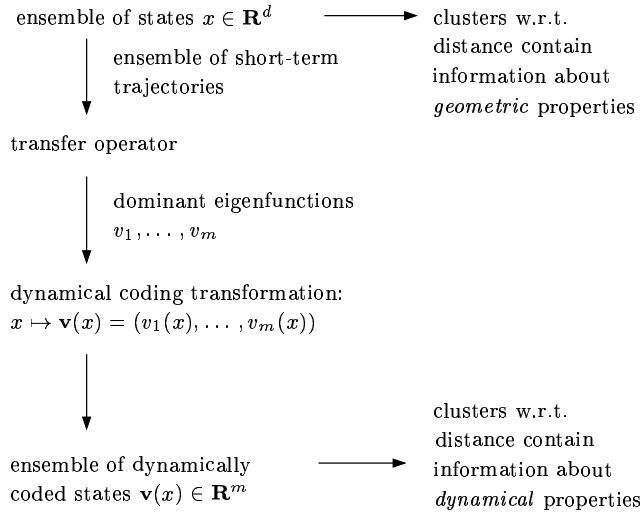 ensemble of states x ∈ R^d
clusters w.r.t.
distance contain
information about
geometric properties
ensemble of short-term
trajectories
transfer operator
dominant eigenfunctions
v_1, . . . , v_m
dynamical coding transformation:
x ↦ v(x) = (v_1(x), . . . , v_m(x))
ensemble of dynamically
coded states v(x) ∈ R^m
clusters w.r.t.
distance contain
information about
dynamical properties